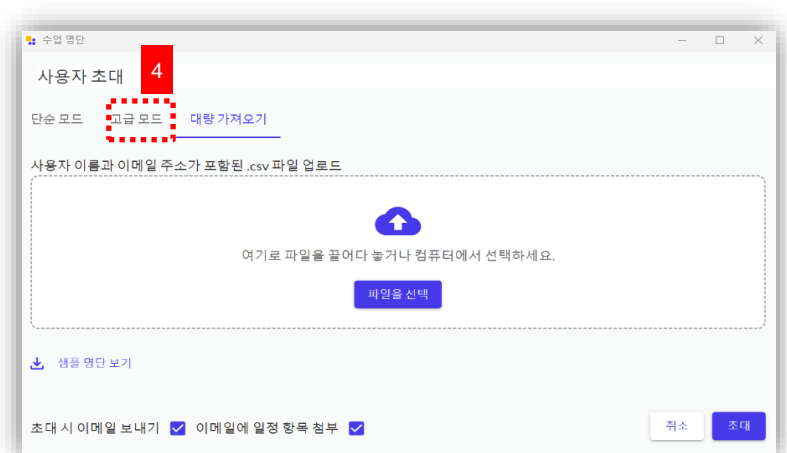 수업 명단
사용자 초대
4
단순 모드 고급 모드 대량 가져오기
사용자 이름과 이메일 주소가 포함된 .csv 파일 업로드
여기로 파일을 끌어다 놓거나 컴퓨터에서 선택하세요.
파일을 선택
샘플 명단 보기
초대 시 이메일 보내기 이메일에 일정 항목 첨부
취소 초대